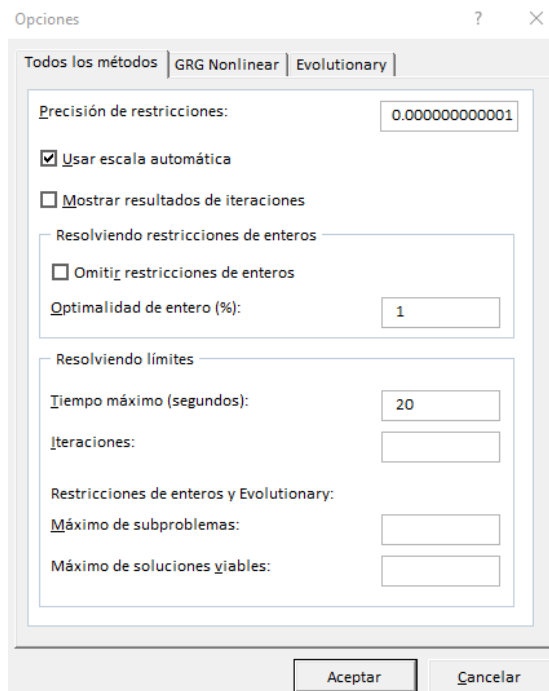 Opciones ? ×
Todos los métodos GRG Nonlinear Evolutionary
Precisión de restricciones: 0.000000000001
Usar escala automática
Mostrar resultados de iteraciones
Resolviendo restricciones de enteros
Omitir restricciones de enteros
Optimalidad de entero (%): 1
Resolviendo límites
Tiempo máximo (segundos): 20
Iteraciones:
Restricciones de enteros y Evolutionary:
Máximo de subproblemas:
Máximo de soluciones viables:
Aceptar Cancelar